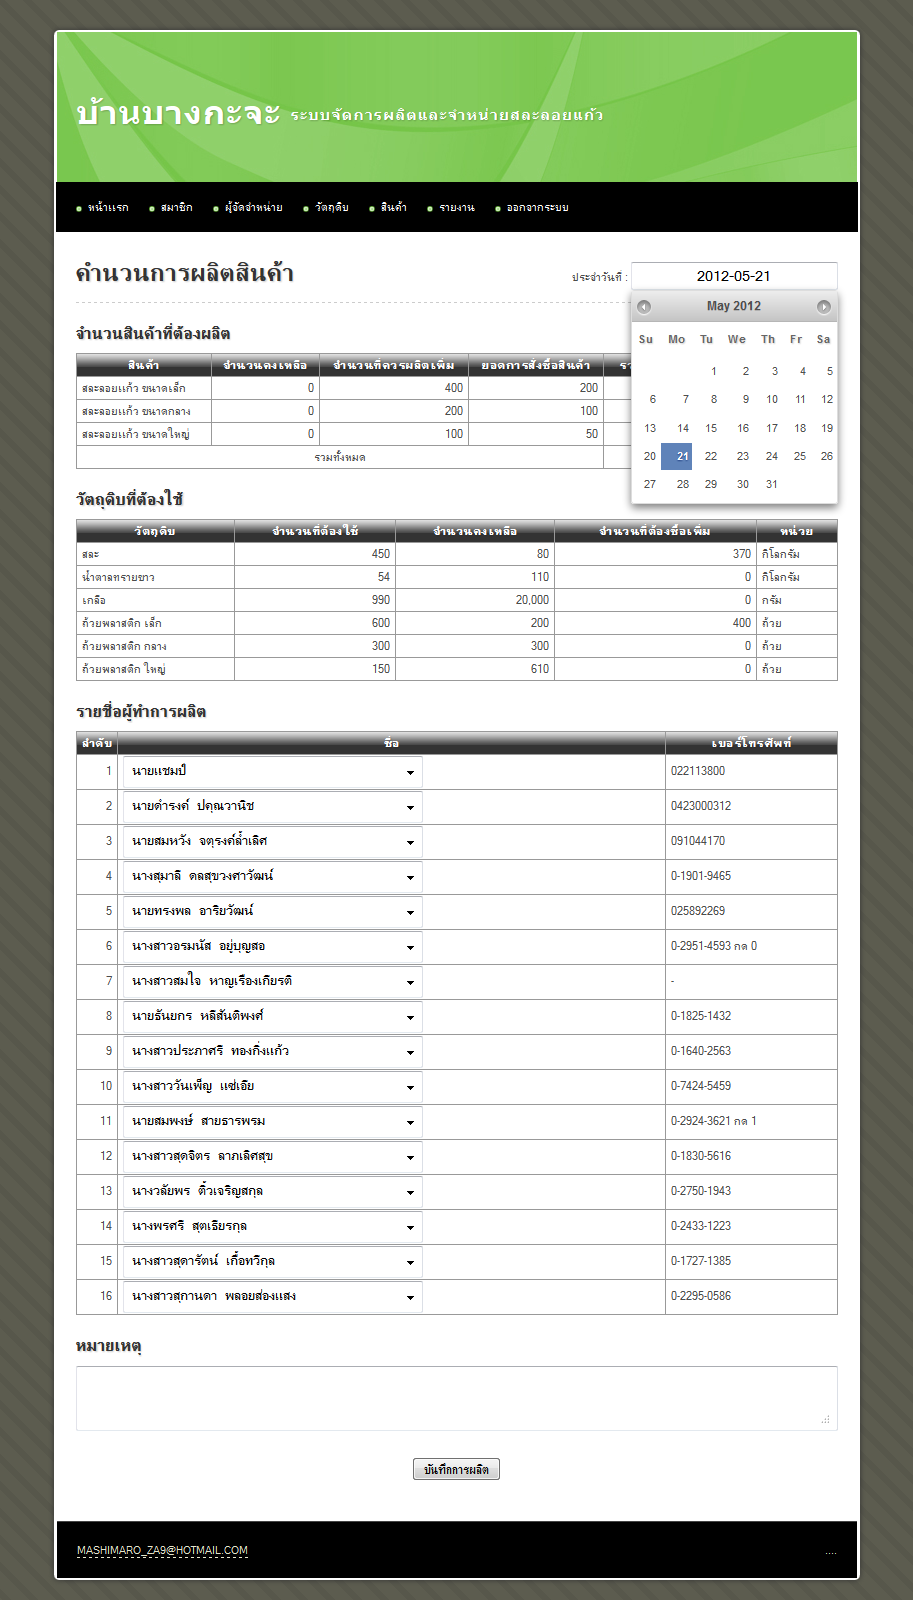 บ้านบางกะจะ ระบบจัดการผลิตและจำหน่ายสละลอยแก้ว
หน้าแรก สมาชิก ผู้จัดจำหน่าย วัตถุดิบ สินค้า รายงาน ออกจากระบบ
คำนวนการผลิตสินค้า ประจำวันที่ : 2012-05-21
May 2012
Su Mo Tu We Th Fr Sa
1 2 3 4 5
6 7 8 9 10 11 12
13 14 15 16 17 18 19
20 21 22 23 24 25 26
27 28 29 30 31
จำนวนสินค้าที่ต้องผลิต
สินค้า จำนวนคงเหลือ จำนวนที่ควรผลิตเพิ่ม ยอดการสั่งซื้อสินค้า
สละลอยแก้ว ขนาดเล็ก 0 400 200
สละลอยแก้ว ขนาดกลาง 0 200 100
สละลอยแก้ว ขนาดใหญ่ 0 100 50
รวมทั้งหมด
วัตถุดิบที่ต้องใช้
วัตถุดิบ จำนวนที่ต้องใช้ จำนวนคงเหลือ จำนวนที่ต้องซื้อเพิ่ม หน่วย
สละ 450 80 370 กิโลกรัม
น้ำตาลทรายขาว 54 110 0 กิโลกรัม
เกลือ 990 20,000 0 กรัม
ถ้วยพลาสติก เล็ก 600 200 400 ถ้วย
ถ้วยพลาสติก กลาง 300 300 0 ถ้วย
ถ้วยพลาสติก ใหญ่ 150 610 0 ถ้วย
รายชื่อผู้ทำการผลิต
ลำดับ ชื่อ เบอร์โทรศัพท์
1 นายแชมป์ 022113800
2 นายดำรงค์ ปคุณวานิช 0423000312
3 นายสมหวัง จตุรงค์ล้ำเลิศ 091044170
4 นางสุมาลี ดลสุขวงศาวัฒน์ 0-1901-9465
5 นายทรงพล อาริยวัฒน์ 025892269
6 นางสาวอรมนัส อยู่บุญสอ 0-2951-4593 กด 0
7 นางสาวสมใจ หาญเรืองเกียรติ -
8 นายธันยกร หลีสันติพงศ์ 0-1825-1432
9 นางสาวประภาศรี ทองกิ่งแก้ว 0-1640-2563
10 นางสาววันเพ็ญ แซ่เอีย 0-7424-5459
11 นายสมพงษ์ สายธารพรม 0-2924-3621 กด 1
12 นางสาวสุดจิตร ลาภเลิศสุข 0-1830-5616
13 นางวลัยพร ติ๋วเจริญสกุล 0-2750-1943
14 นางพรศรี สุตเธียรกุล 0-2433-1223
15 นางสาวสุดารัตน์ เกื้อทวีกุล 0-1727-1385
16 นางสาวสุกานดา พลอยส่องแสง 0-2295-0586
หมายเหตุ
บันทึกการผลิต
MASHIMARO_ZA9@HOTMAIL.COM ....